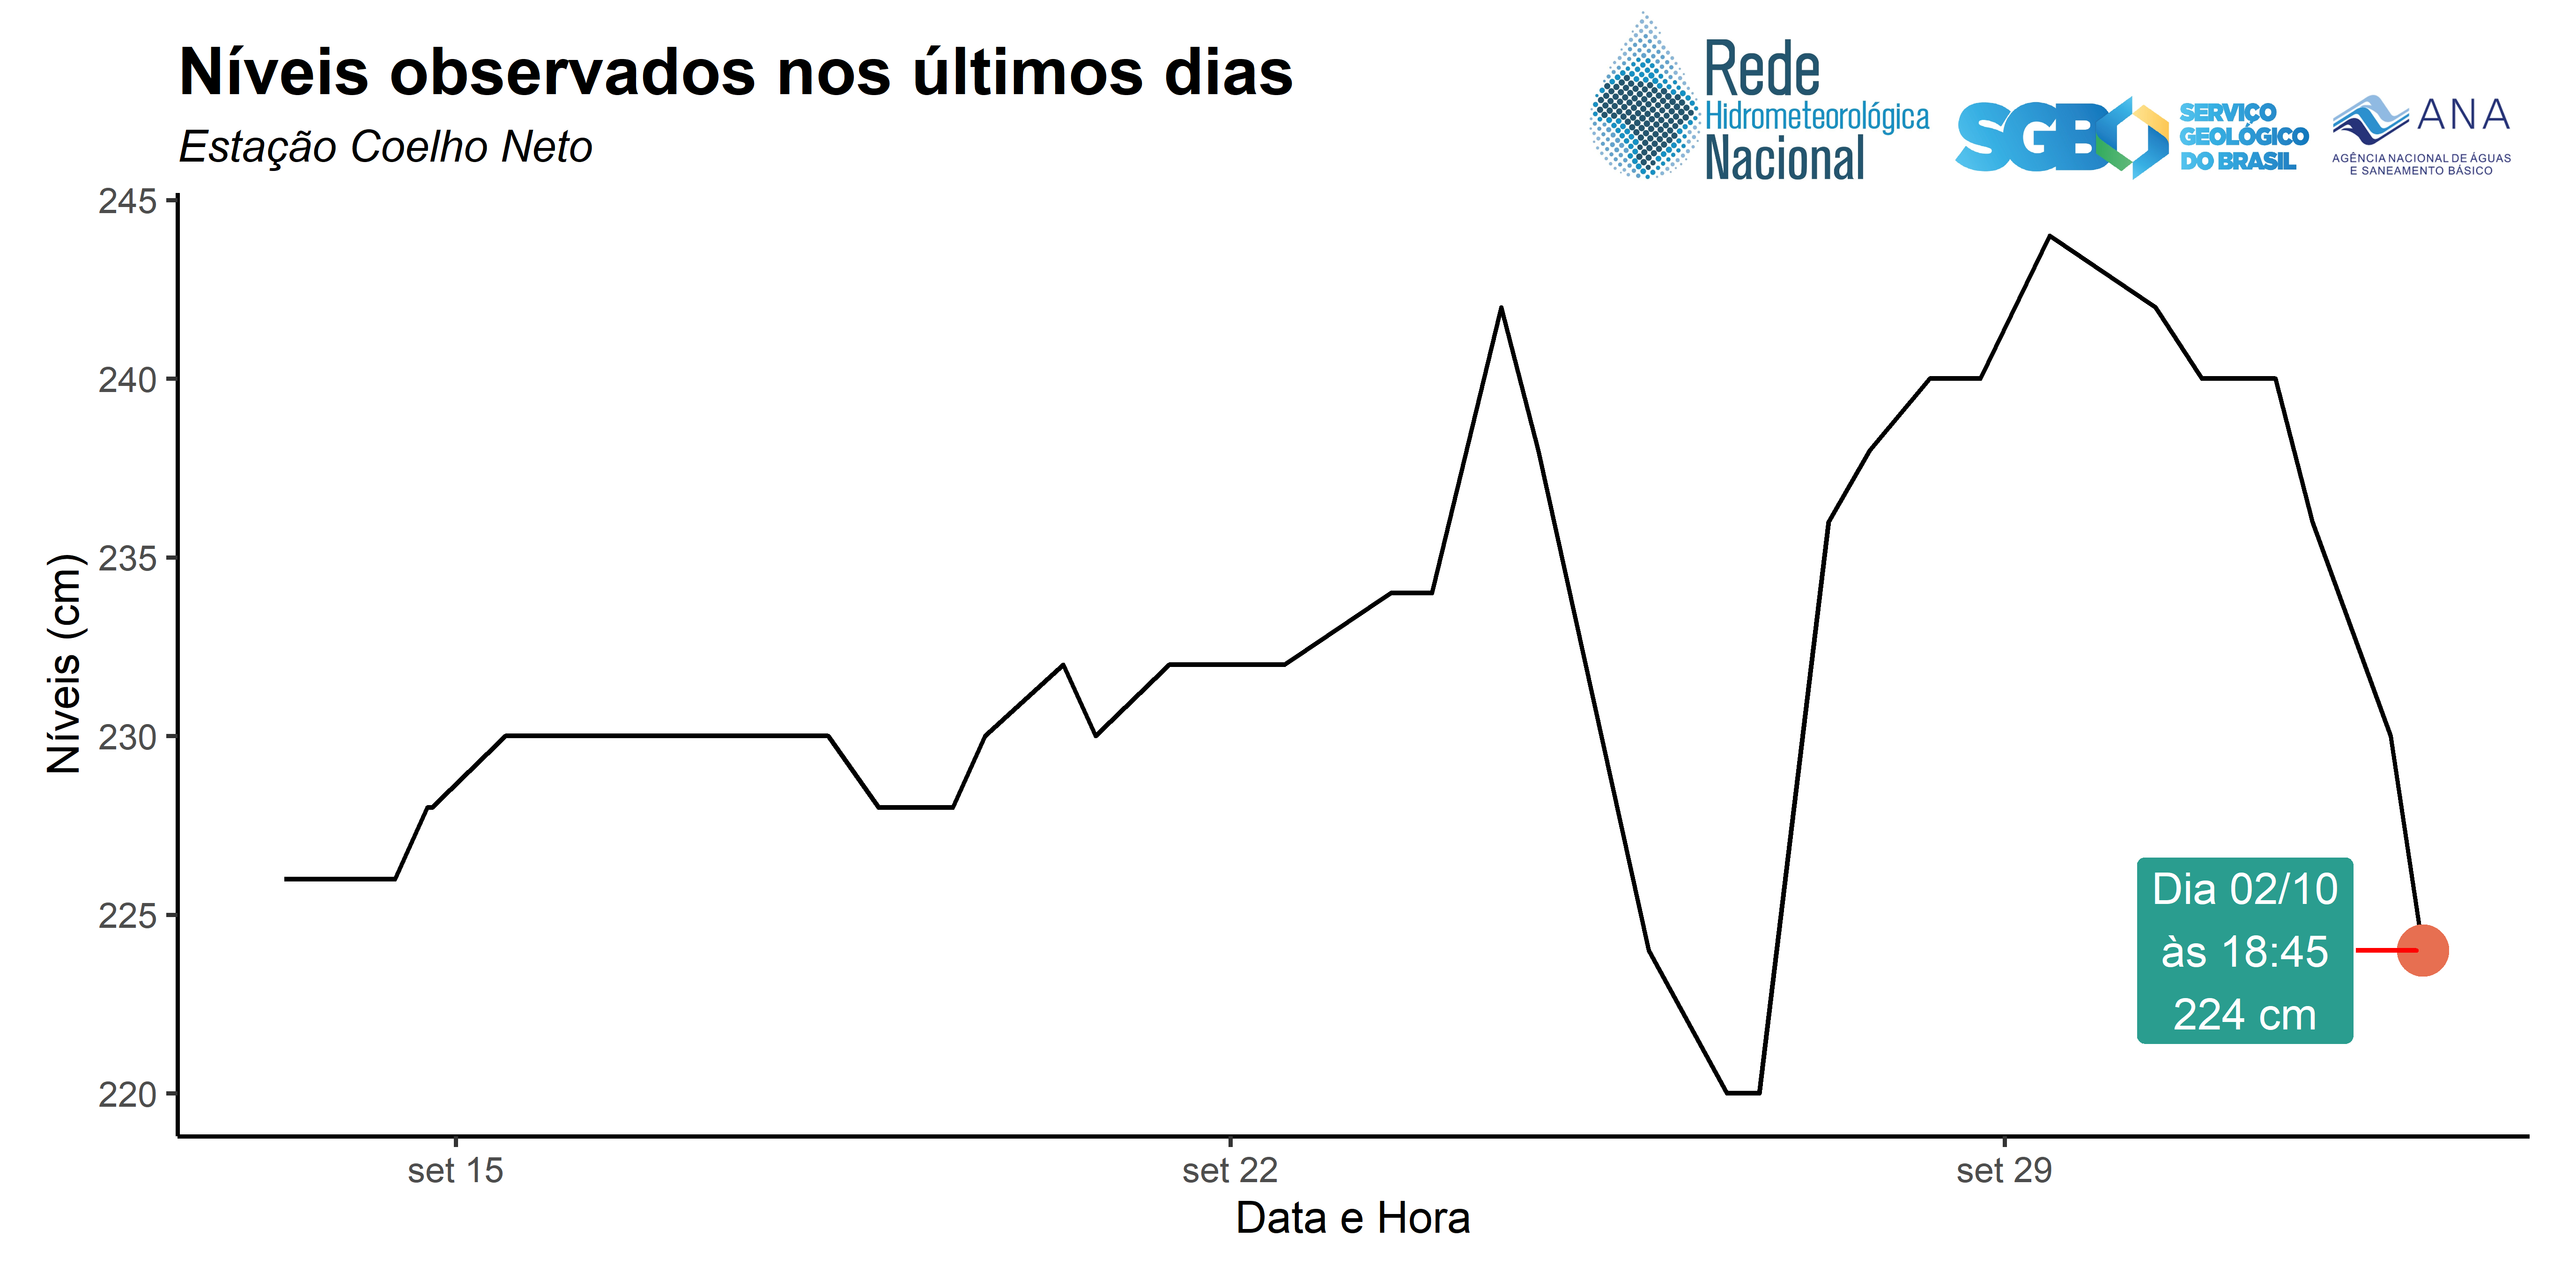 Níveis observados nos últimos dias
Estação Coelho Neto
Rede
Hidrometeorológica
Nacional
SGB
SERVIÇO
GEOLÓGICO
DO BRASIL
ANA
AGÊNCIA NACIONAL DE ÁGUAS
E SANEAMENTO BÁSICO
Níveis (cm)
245
240
235
230
225
220
Dia 02/10
às 18:45
224 cm
set 15
set 22
set 29
Data e Hora